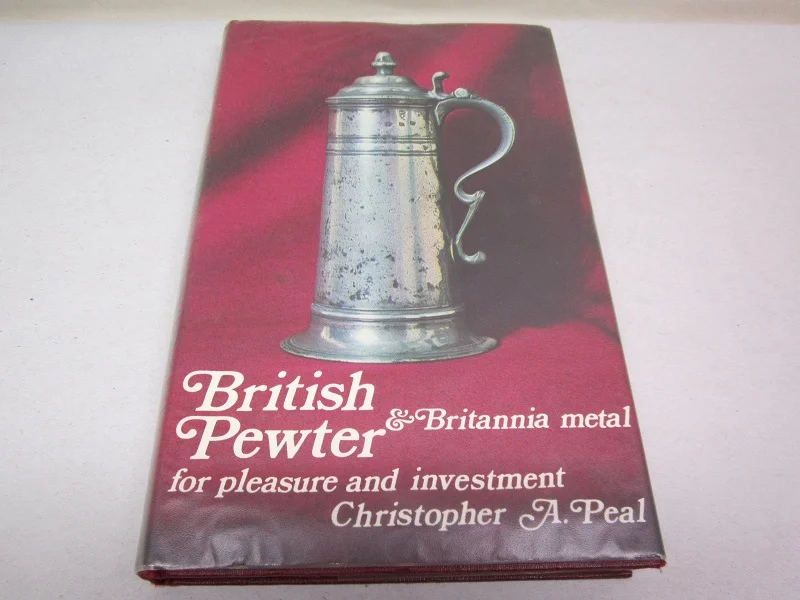 British
Pewter & Britannia metal
for pleasure and investment
Christopher A. Peal